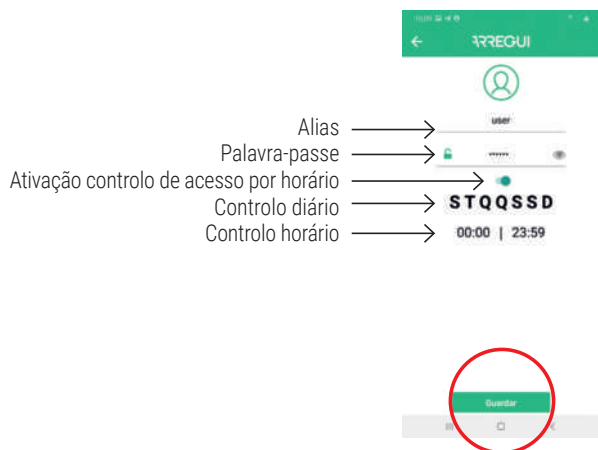 ARREGUI
user
Alias
Palavra-passe
Ativação controlo de acesso por horário
Controlo diário
S T Q Q S S D
Controlo horário
00:00 | 23:59
Guardar